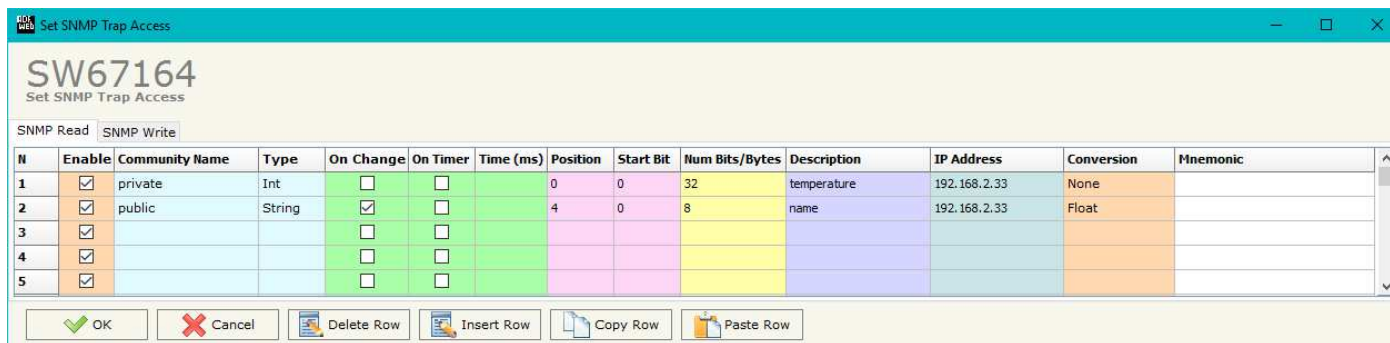 ADF WEB Set SNMP Trap Access
SW67164
Set SNMP Trap Access
SNMP Read SNMP Write
N Enable Community Name Type On Change On Timer Time (ms) Position Start Bit Num Bits/Bytes Description IP Address Conversion Mnemonic
1 private Int 0 0 32 temperature 192.168.2.33 None
2 public String 4 0 8 name 192.168.2.33 Float
3
4
5
OK Cancel Delete Row Insert Row Copy Row Paste Row